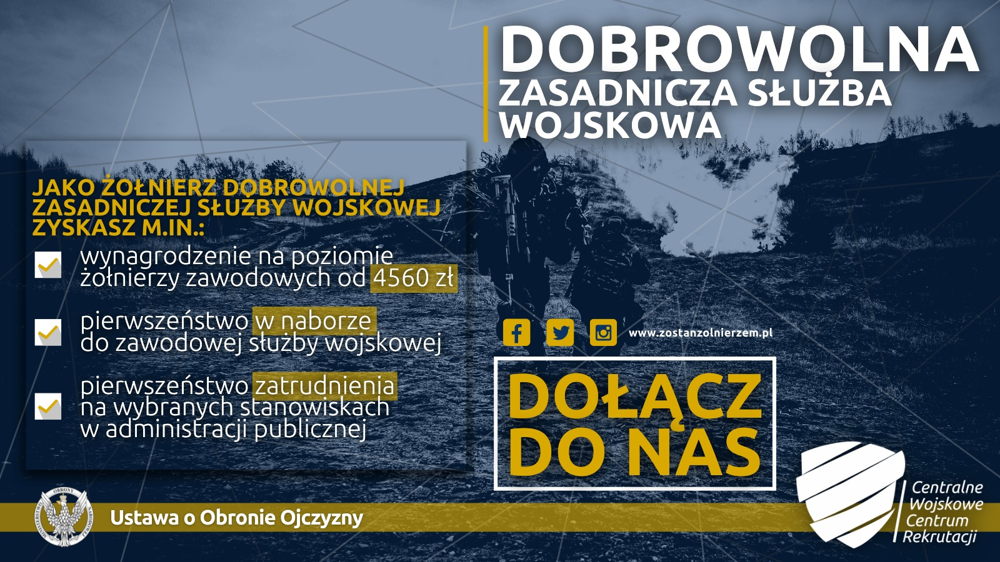 DOBROWOLNA
ZASADNICZA SŁUŻBA
WOJSKOWA
JAKO ŻOŁNIERZ DOBROWOLNEJ
ZASADNICZEJ SŁUŻBY WOJSKOWEJ
ZYSKASZ M.IN.:
wynagrodzenie na poziomie
żołnierzy zawodowych od 4560 zł
pierwszeństwo w naborze
do zawodowej służby wojskowej
pierwszeństwo zatrudnienia
na wybranych stanowiskach
w administracji publicznej
www.zostanzolnierzem.pl
DOŁĄCZ
DO NAS
MINISTERSTWO OBRONY NARODOWEJ
Ustawa o Obronie Ojczyzny
Centralne
Wojskowe
Centrum
Rekrutacji